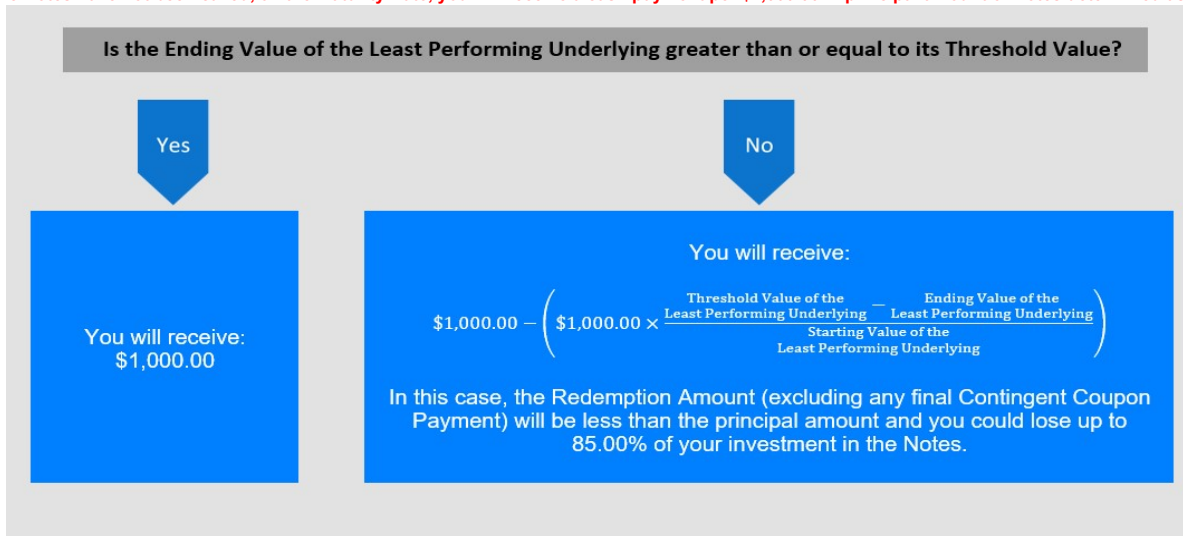 Is the Ending Value of the Least Performing Underlying greater than or equal to its Threshold Value?
Yes
No
You will receive:
$1,000.00
You will receive:
$1,000.00 − ( $1,000.00 × (Threshold Value of the Least Performing Underlying − Ending Value of the Least Performing Underlying) / Starting Value of the Least Performing Underlying )
In this case, the Redemption Amount (excluding any final Contingent Coupon
Payment) will be less than the principal amount and you could lose up to
85.00% of your investment in the Notes.